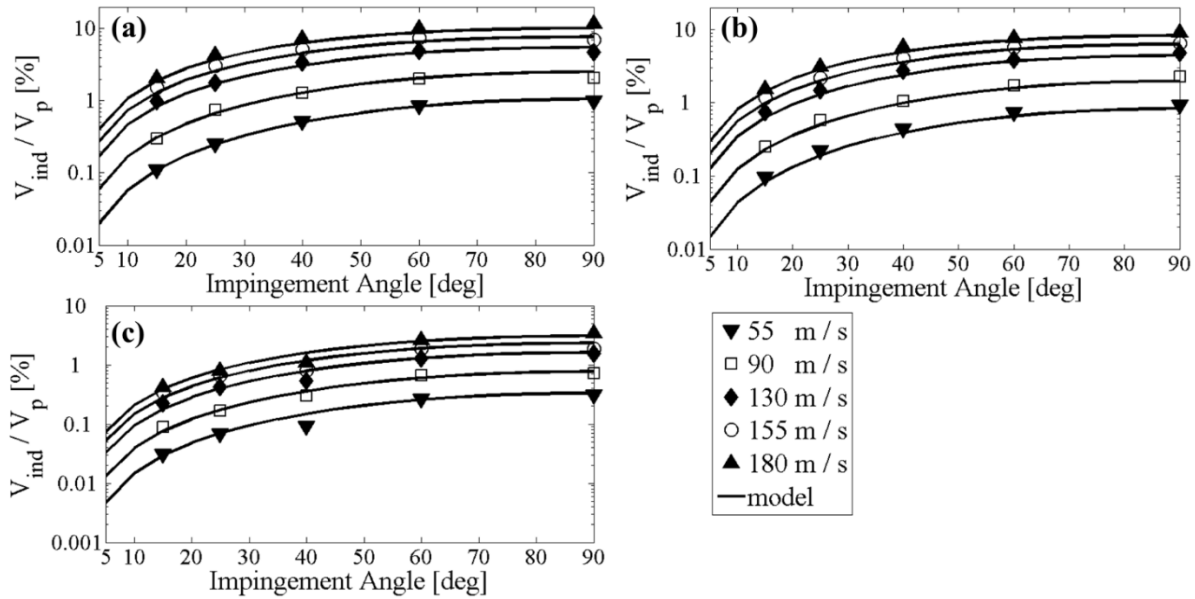 (a)
V_ind / V_p [%]
10
1
0.1
0.01
5 10 20 30 40 50 60 70 80 90
Impingement Angle [deg]
(b)
V_ind / V_p [%]
10
1
0.1
0.01
5 10 20 30 40 50 60 70 80 90
Impingement Angle [deg]
(c)
V_ind / V_p [%]
10
1
0.1
0.01
0.001
5 10 20 30 40 50 60 70 80 90
Impingement Angle [deg]
55 m / s
90 m / s
130 m / s
155 m / s
180 m / s
model